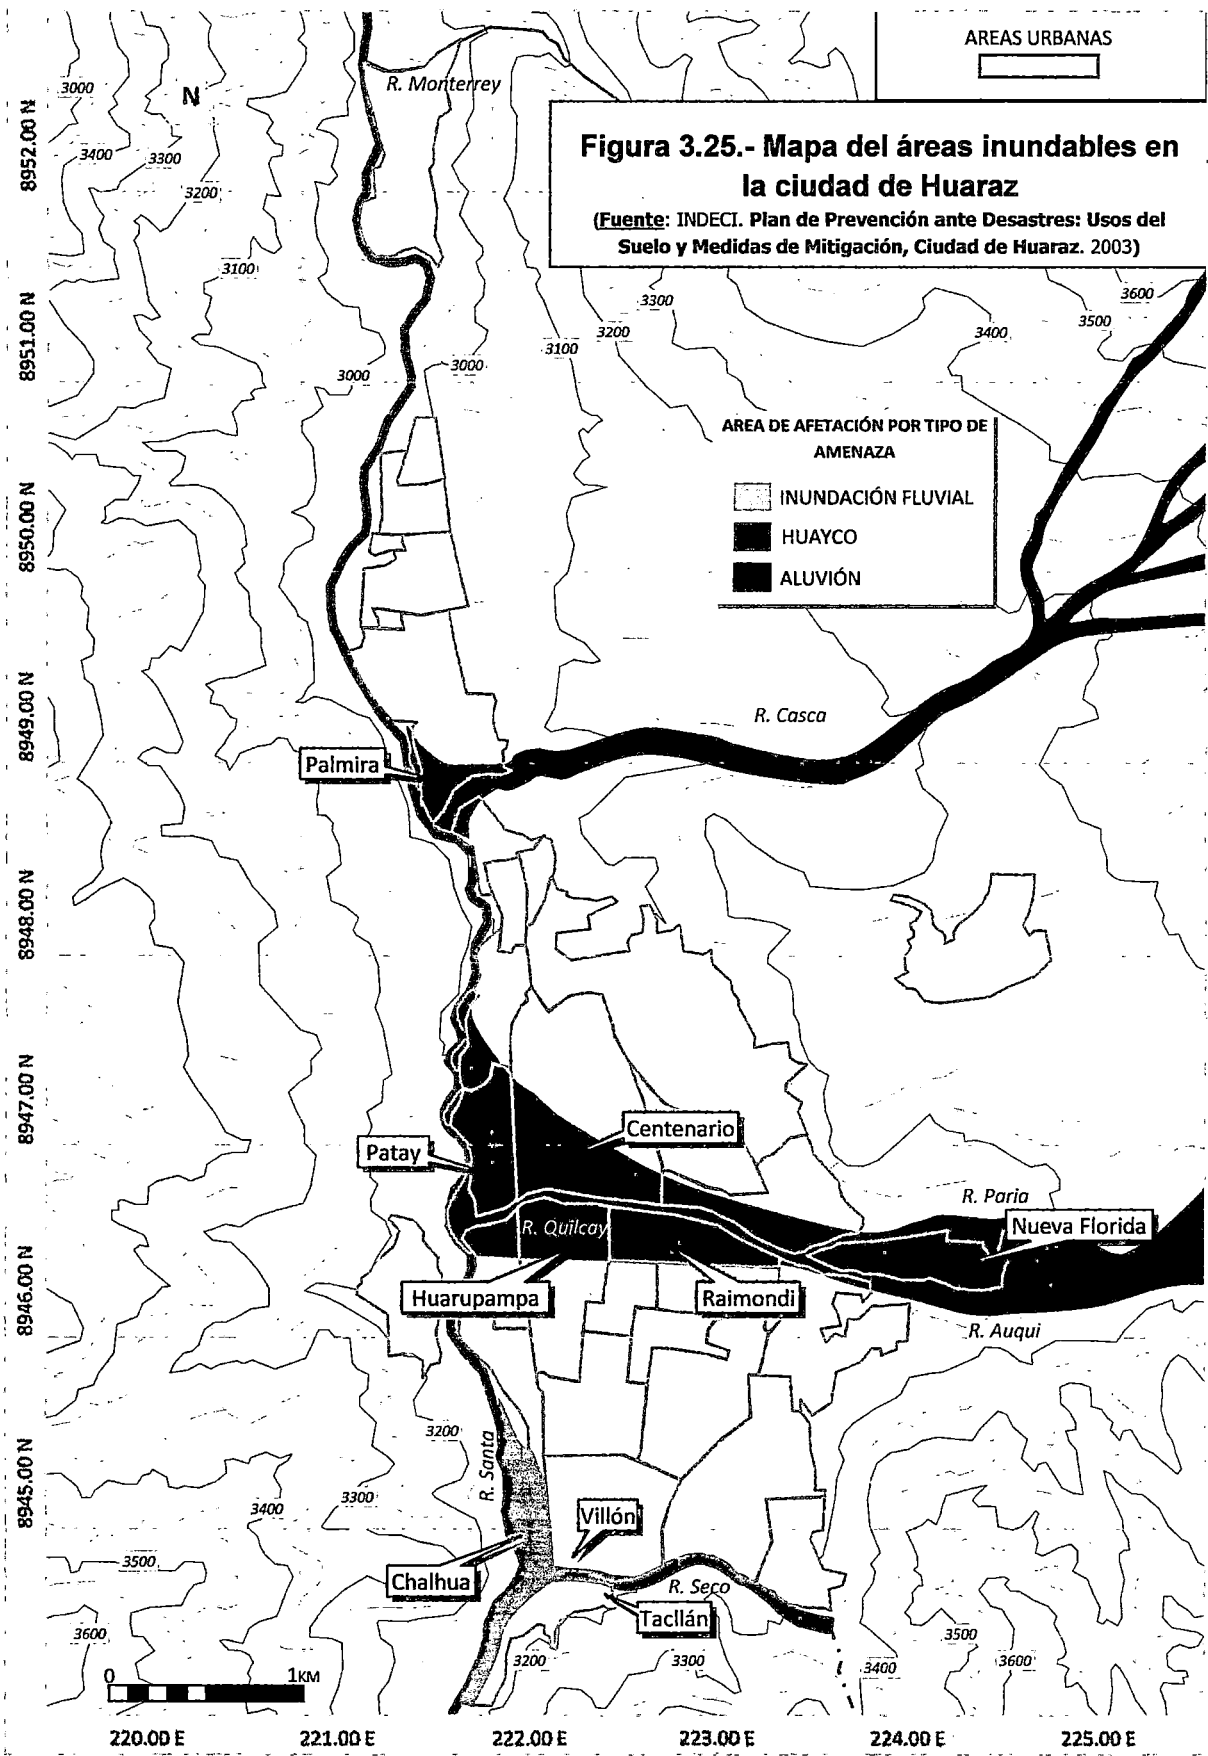 AREAS URBANAS
R. Monterrey
N
3000
3400
3300
3200
3100
8952.00 N
Figura 3.25.- Mapa del áreas inundables en
la ciudad de Huaraz
(Fuente: INDECI. Plan de Prevención ante Desastres: Usos del
Suelo y Medidas de Mitigación, Ciudad de Huaraz. 2003)
3300
3200
3100
3000
3000
3400
3500
3600
8951.00 N
AREA DE AFETACIÓN POR TIPO DE
AMENAZA
INUNDACIÓN FLUVIAL
HUAYCO
ALUVIÓN
8950.00 N
8949.00 N
R. Casca
Palmira
8948.00 N
8947.00 N
Centenario
Patay
R. Paria
Nueva Florida
R. Quilcay
8946.00 N
Huarupampa
Raimondi
R. Auqui
3200
R. Santa
8945.00 N
3300
3400
3500
3600
Villón
Chalhua
R. Seco
Tacllán
3200
3300
3400
3500
3600
0 1KM
220.00 E 221.00 E 222.00 E 223.00 E 224.00 E 225.00 E